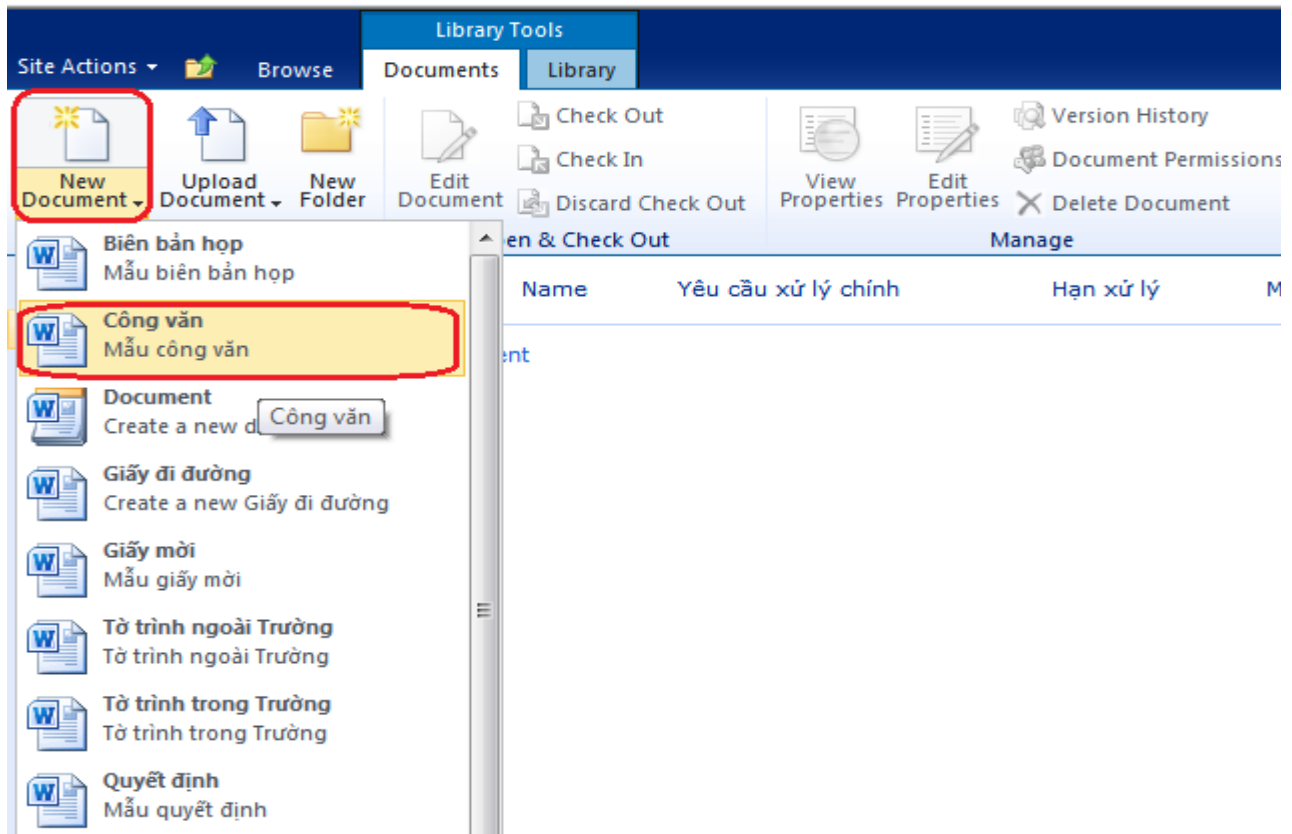 Library Tools
Site Actions
Browse
Documents
Library
New Document
Upload Document
New Folder
Edit Document
Check Out
Check In
Discard Check Out
View Properties
Edit Properties
Version History
Document Permissions
Delete Document
en & Check Out
Manage
Biên bản họp
Mẫu biên bản họp
Công văn
Mẫu công văn
Document
Create a new d
Công văn
Giấy đi đường
Create a new Giấy đi đường
Giấy mời
Mẫu giấy mời
Tờ trình ngoài Trường
Tờ trình ngoài Trường
Tờ trình trong Trường
Tờ trình trong Trường
Quyết định
Mẫu quyết định
Name
Yêu cầu xử lý chính
Hạn xử lý
M
ent